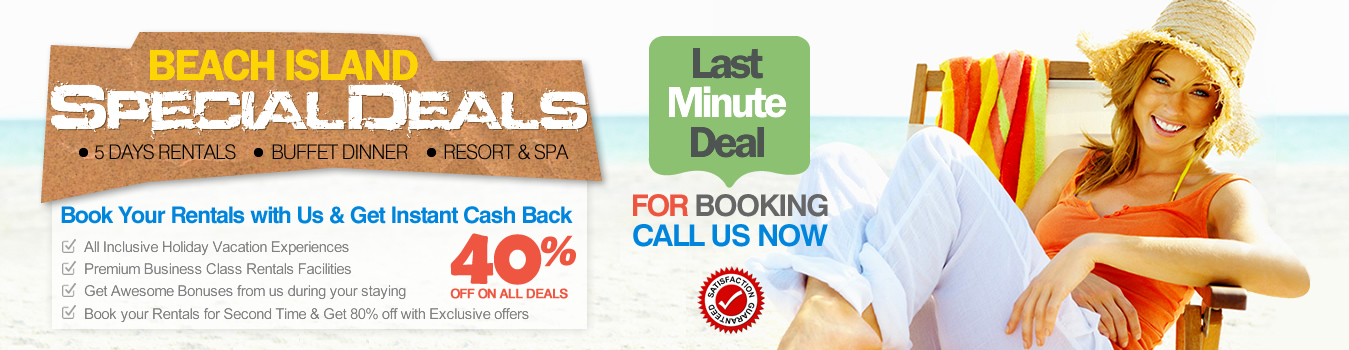 BEACH ISLAND
SPECIALDEALS
• 5 DAYS RENTALS • BUFFET DINNER • RESORT & SPA
Book Your Rentals with Us & Get Instant Cash Back
All Inclusive Holiday Vacation Experiences
Premium Business Class Rentals Facilities
Get Awesome Bonuses from us during your staying
Book your Rentals for Second Time & Get 80% off with Exclusive offers
40%
OFF ON ALL DEALS
Last
Minute
Deal
FOR BOOKING
CALL US NOW
SATISFACTION
GUARANTEED